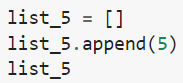 list_5 = []
list_5.append(5)
list_5